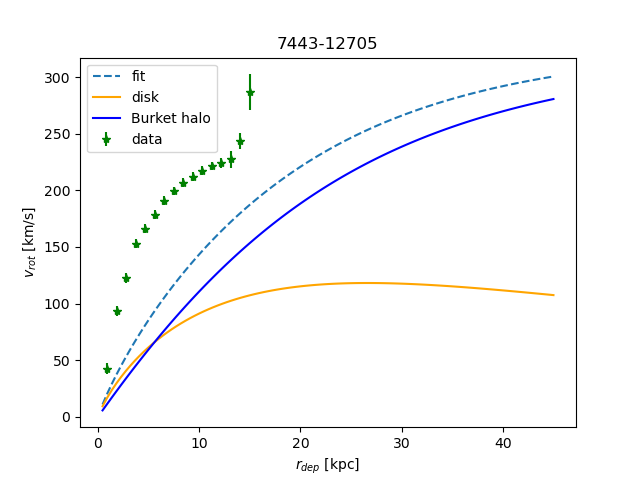 7443-12705
fit
disk
Burket halo
data
300
250
200
150
100
50
0
v_rot [km/s]
0 10 20 30 40
r_dep [kpc]